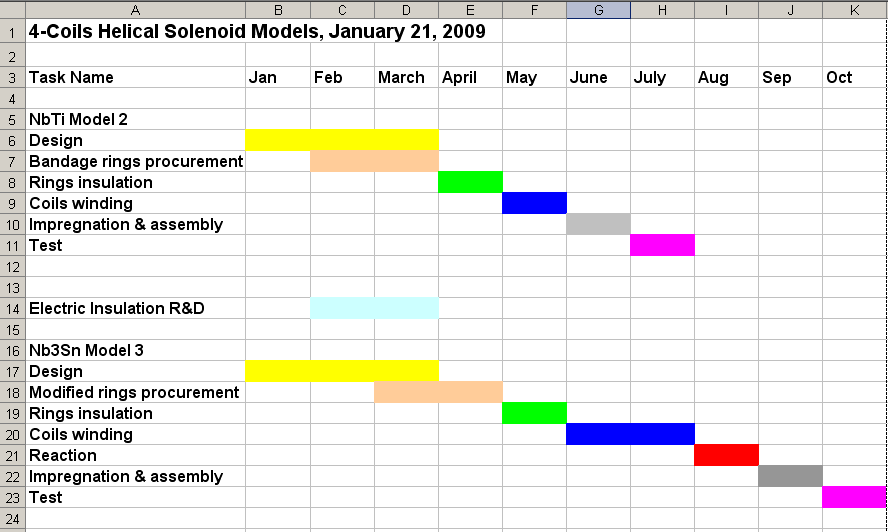 A B C D E F G H I J K
1 4-Coils Helical Solenoid Models, January 21, 2009
2
3 Task Name Jan Feb March April May June July Aug Sep Oct
4
5 NbTi Model 2
6 Design
7 Bandage rings procurement
8 Rings insulation
9 Coils winding
10 Impregnation & assembly
11 Test
12
13
14 Electric Insulation R&D
15
16 Nb3Sn Model 3
17 Design
18 Modified rings procurement
19 Rings insulation
20 Coils winding
21 Reaction
22 Impregnation & assembly
23 Test
24